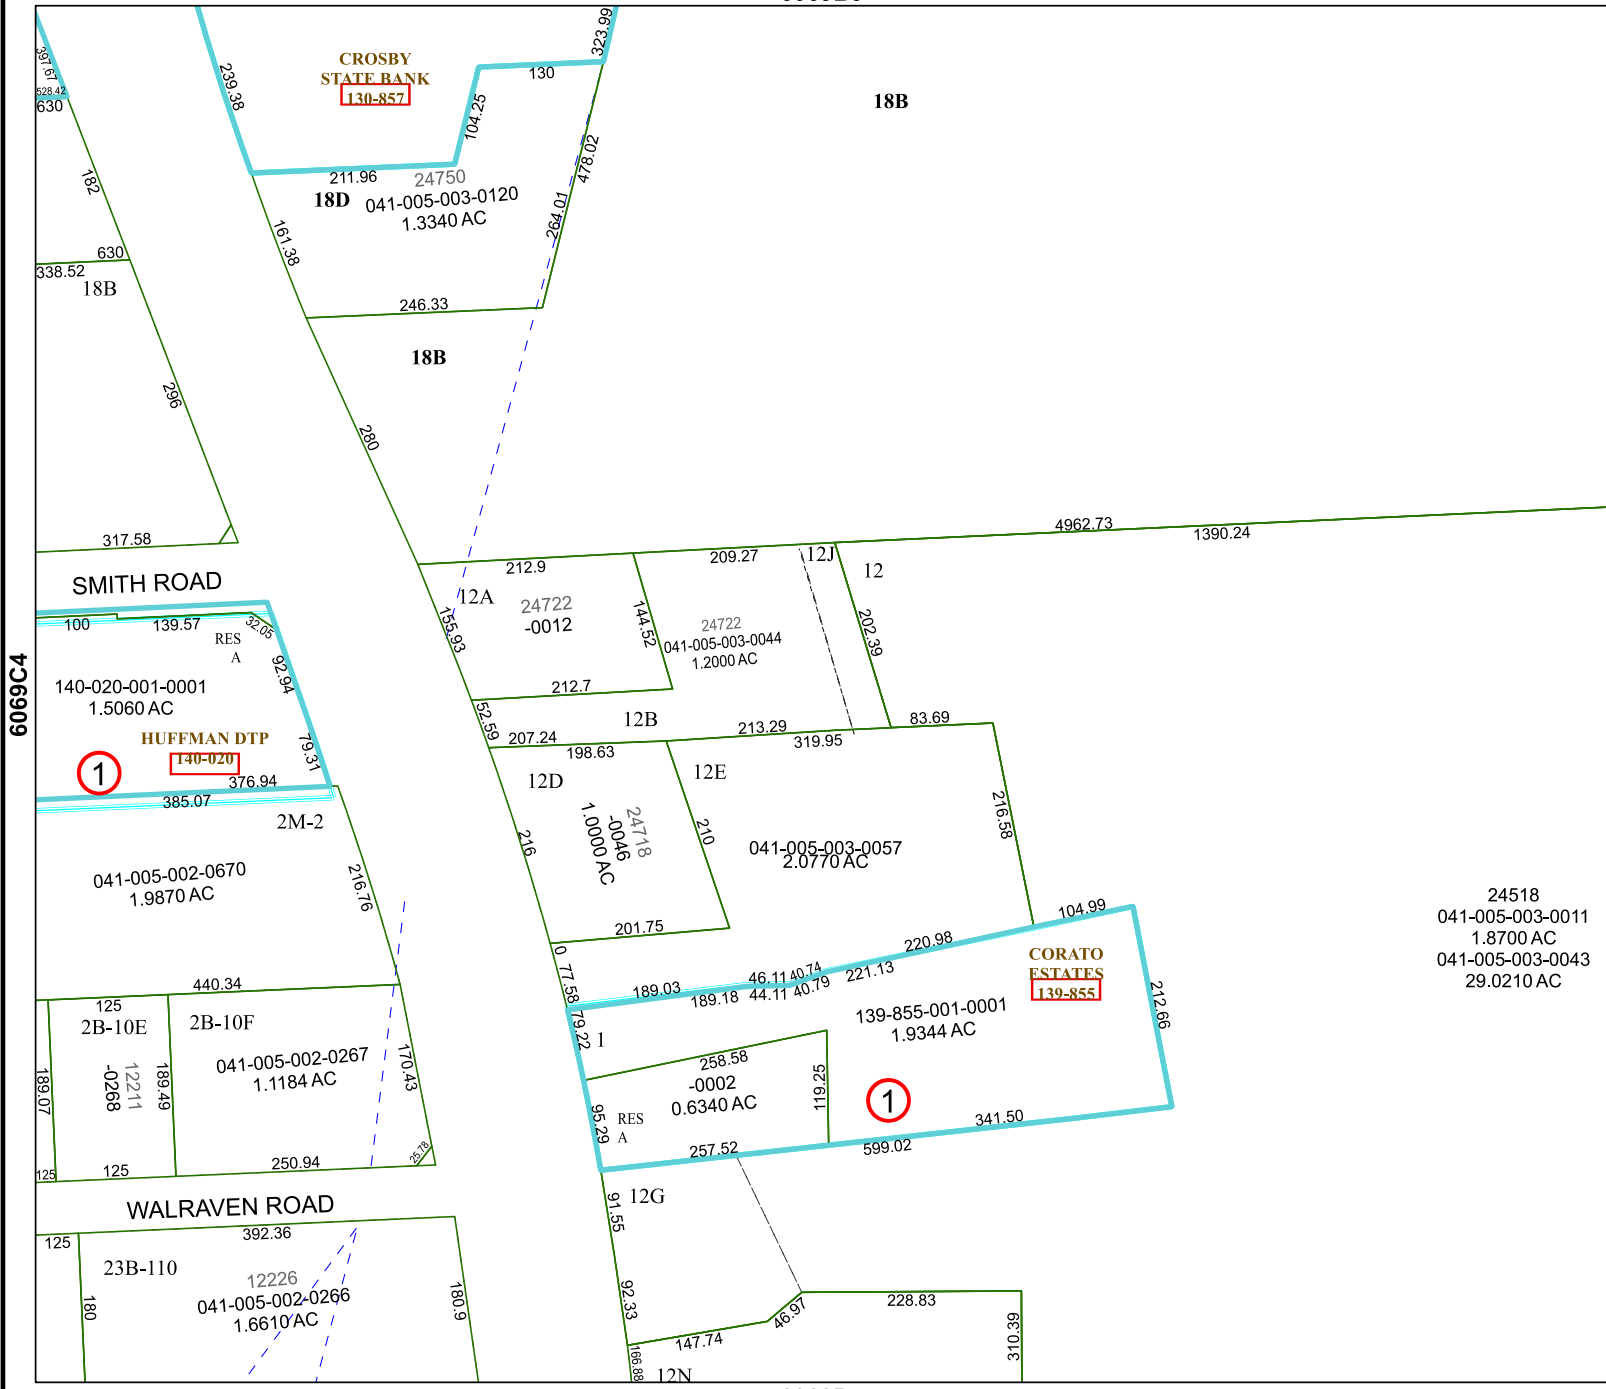 397.67
528.42
630
239.38
CROSBY
STATE BANK
130-857
130
323.99
104.25
478.02
18B
182
211.96
24750
18D
041-005-003-0120
1.3340 AC
264.01
161.38
630
338.52
18B
246.33
18B
296
280
317.58
4962.73
1390.24
SMITH ROAD
212.9
209.27
12J
12
12A
24722
-0012
155.93
144.52
24722
041-005-003-0044
1.2000 AC
202.39
100
139.57
32.05
RES
A
92.94
140-020-001-0001
1.5060 AC
6069C4
212.7
52.59
12B
213.29
83.69
207.24
198.63
319.95
HUFFMAN DTP
140-020
79.31
1
376.94
385.07
12D
12E
2M-2
24718
-0046
1.0000 AC
216
210
216.58
041-005-003-0057
2.0770 AC
041-005-002-0670
1.9870 AC
216.76
24518
041-005-003-0011
1.8700 AC
041-005-003-0043
29.0210 AC
201.75
104.99
0
77.58
220.98
CORATO
ESTATES
139-855
46.11
40.74
221.13
189.03
189.18
44.11
40.79
440.34
125
2B-10E
2B-10F
79.22
1
139-855-001-0001
1.9344 AC
212.66
12211
-0268
189.07
189.49
041-005-002-0267
1.1184 AC
170.43
258.58
-0002
0.6340 AC
119.25
1
95.29
RES
A
341.50
257.52
599.02
25.78
125
125
250.94
WALRAVEN ROAD
392.36
125
91.55
12G
23B-110
12226
041-005-002-0266
1.6610 AC
180
180.9
92.33
46.97
228.83
147.74
310.39
166.88
12N